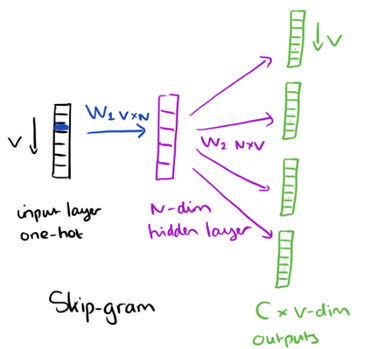 V
W1 V×N
V
W2 N×V
input layer
one-hot
N-dim
hidden layer
Skip-gram
C × V-dim
outputs